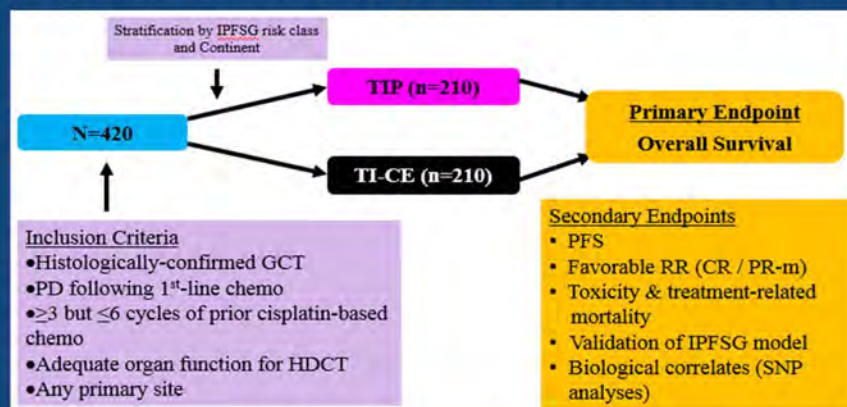 Stratification by IPFSG risk class
and Continent
TIP (n=210)
N=420
Primary Endpoint
Overall Survival
TI-CE (n=210)
Inclusion Criteria
•Histologically-confirmed GCT
•PD following 1st-line chemo
•≥3 but ≤6 cycles of prior cisplatin-based
chemo
•Adequate organ function for HDCT
•Any primary site
Secondary Endpoints
• PFS
• Favorable RR (CR / PR-m)
• Toxicity & treatment-related
mortality
• Validation of IPFSG model
• Biological correlates (SNP
analyses)